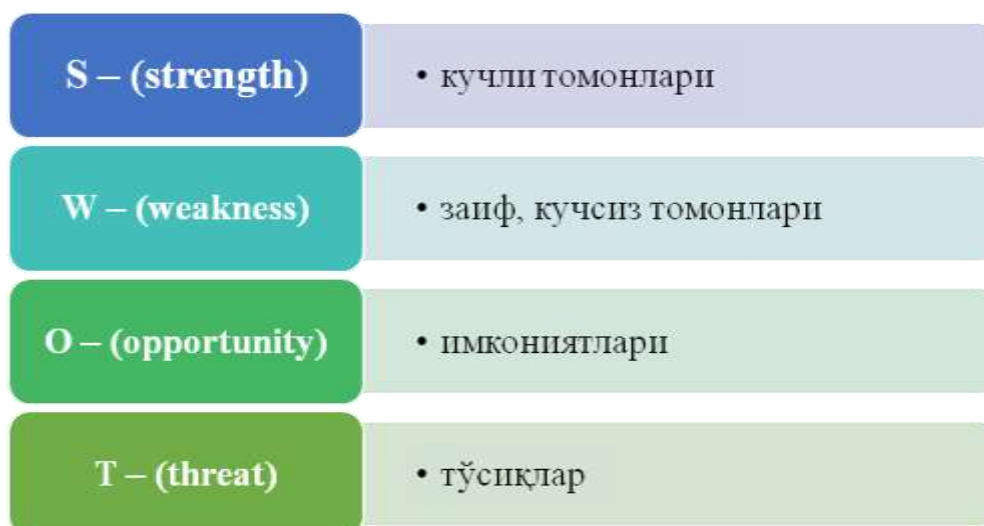 S – (strength)
• кучли томонлари
W – (weakness)
• заиф, кучсиз томонлари
O – (opportunity)
• имкониятлари
T – (threat)
• тўсиқлар